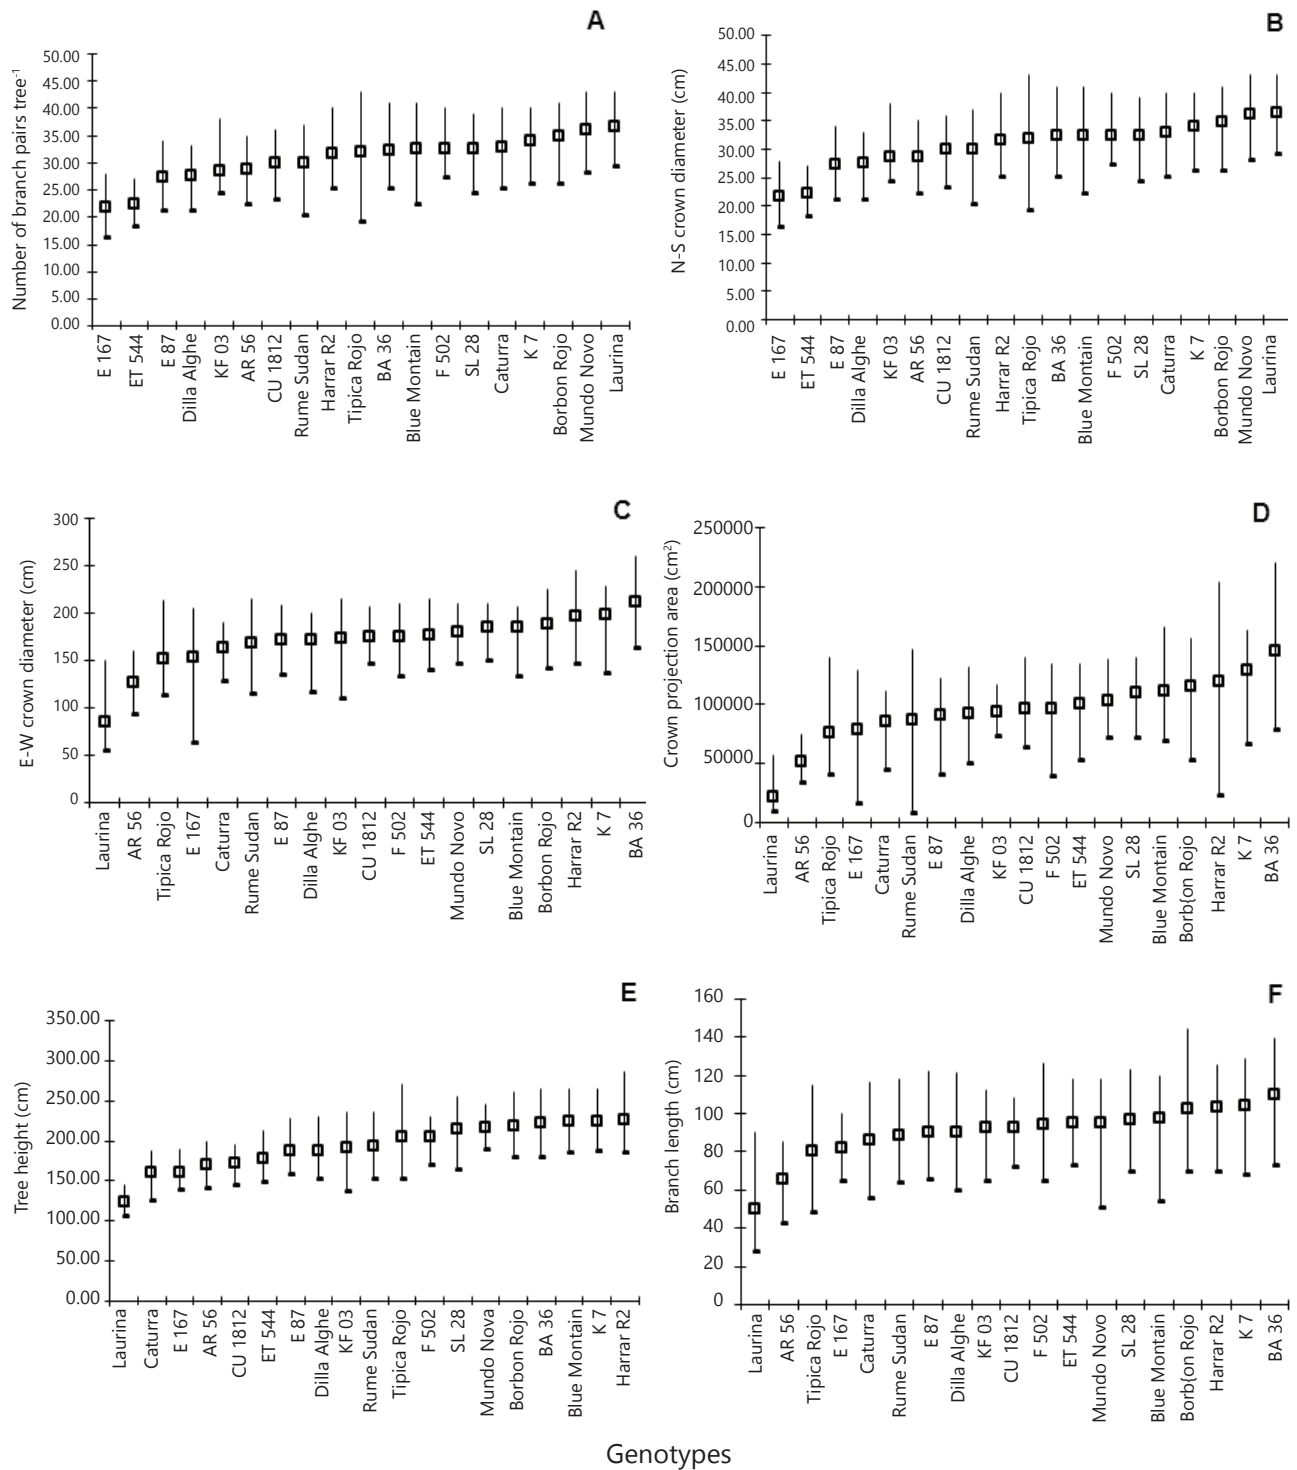 A
Number of branch pairs tree-1
50.00
45.00
40.00
35.00
30.00
25.00
20.00
15.00
10.00
5.00
0.00
E 167
ET 544
E 87
Dilla Alghe
KF 03
AR 56
CU 1812
Rume Sudan
Harrar R2
Tipica Rojo
BA 36
Blue Montain
F 502
SL 28
Caturra
K 7
Borbon Rojo
Mundo Novo
Laurina
B
N-S crown diameter (cm)
50.00
45.00
40.00
35.00
30.00
25.00
20.00
15.00
10.00
5.00
0.00
E 167
ET 544
E 87
Dilla Alghe
KF 03
AR 56
CU 1812
Rume Sudan
Harrar R2
Tipica Rojo
BA 36
Blue Montain
F 502
SL 28
Caturra
K 7
Borbon Rojo
Mundo Novo
Laurina
C
E-W crown diameter (cm)
300
250
200
150
100
50
0
Laurina
AR 56
Tipica Rojo
E 167
Caturra
Rume Sudan
E 87
Dilla Alghe
KF 03
CU 1812
F 502
ET 544
Mundo Novo
SL 28
Blue Montain
Borbon Rojo
Harrar R2
K 7
BA 36
D
Crown projection area (cm2)
250000
200000
150000
100000
50000
0
Laurina
AR 56
Tipica Rojo
E 167
Caturra
Rume Sudan
E 87
Dilla Alghe
KF 03
CU 1812
F 502
ET 544
Mundo Novo
SL 28
Blue Montain
Borb{on Rojo
Harrar R2
K 7
BA 36
E
Tree height (cm)
350.00
300.00
250.00
200.00
150.00
100.00
50.00
0.00
Laurina
Caturra
E 167
AR 56
CU 1812
ET 544
E 87
Dilla Alghe
KF 03
Rume Sudan
Tipica Rojo
F 502
SL 28
Mundo Nova
Borbon Rojo
BA 36
Blue Montain
K 7
Harrar R2
F
Branch length (cm)
160
140
120
100
80
60
40
20
0
Laurina
AR 56
Tipica Rojo
E 167
Caturra
Rume Sudan
E 87
Dilla Alghe
KF 03
CU 1812
F 502
ET 544
Mundo Novo
SL 28
Blue Montain
Borb{on Rojo
Harrar R2
K 7
BA 36
Genotypes